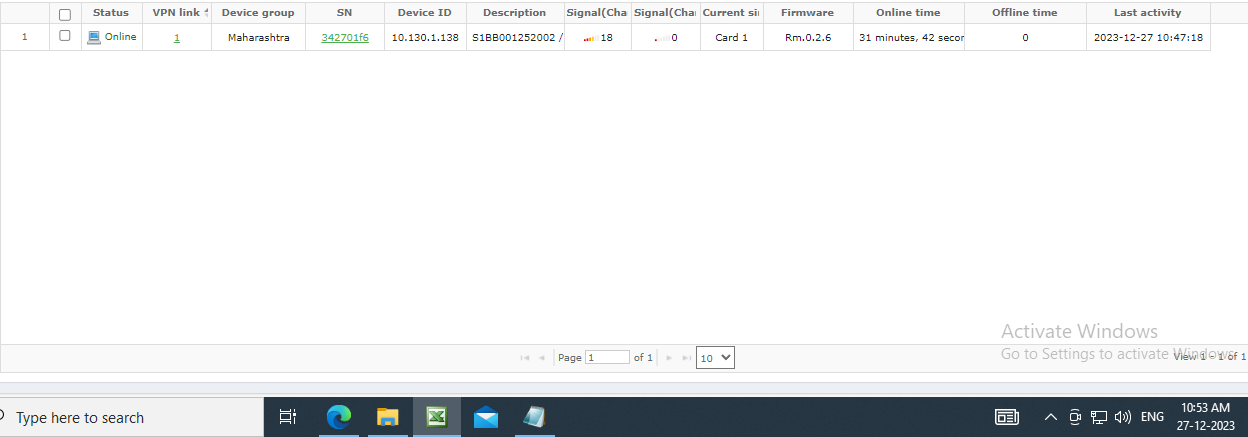 Status VPN link Device group SN Device ID Description Signal(Cha Signal(Cha Current si Firmware Online time Offline time Last activity
1 Online 1 Maharashtra 342701f6 10.130.1.138 S1BB001252002 / 18 0 Card 1 Rm.0.2.6 31 minutes, 42 secor 0 2023-12-27 10:47:18
Activate Windows
Go to Settings to activate Windows.
Page 1 of 1 10 View 1 - 1 of 1
Type here to search ENG 10:53 AM
27-12-2023